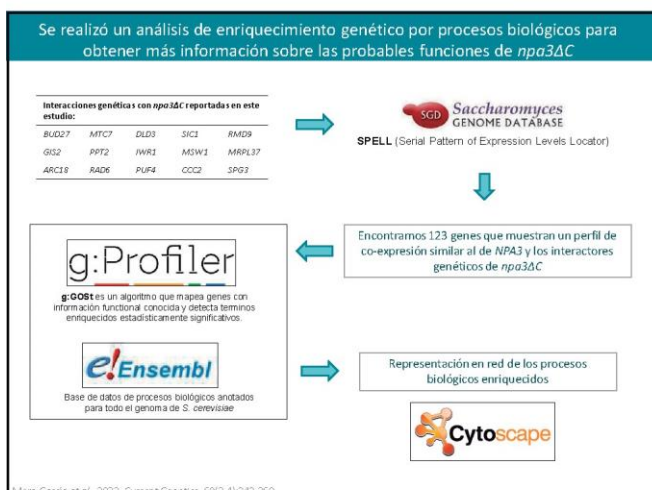 Se realizó un análisis de enriquecimiento genético por procesos biológicos para
obtener más información sobre las probables funciones de npa3ΔC
Interacciones genéticas con npa3ΔC reportadas en este
estudio:
BUD27 MTC7 DLD3 SIC1 RMD9
GIS2 PPT2 IWR1 MSW1 MRPL37
ARC18 RAD6 PUF4 CCC2 SPG3
SGD Saccharomyces
GENOME DATABASE
SPELL (Serial Pattern of Expression Levels Locator)
Encontramos 123 genes que muestran un perfil de
co-expresión similar al de NPA3 y los interactores
genéticos de npa3ΔC
g:Profiler
g:GOSt es un algoritmo que mapea genes con
información functional conocida y detecta terminos
enriquecidos estadísticamente significativos.
e!Ensembl
Base de datos de procesos biológicos anotados
para todo el genoma de S. cerevisiae
Representación en red de los procesos
biológicos enriquecidos
Cytoscape